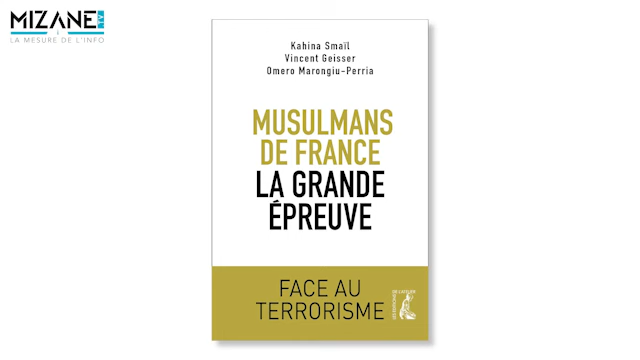 MIZANE.TV
LA MESURE DE L'INFO
Kahina Smaïl
Vincent Geisser
Omero Marongiu-Perria
MUSULMANS
DE FRANCE
LA GRANDE
ÉPREUVE
FACE AU
TERRORISME